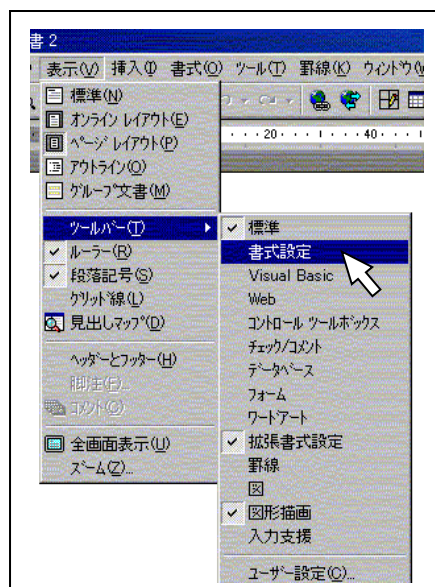 書 2
表示(V) 挿入(I) 書式(O) ツール(T) 罫線(K) ウィンドウ(
標準(N)
オンライン レイアウト(E)
ページ レイアウト(P)
アウトライン(O)
グループ文書(M)
ツールバー(T)
ルーラー(R)
段落記号(S)
グリッド線(L)
見出しマップ(D)
ヘッダーとフッター(H)
脚注(F)...
コメント(C)
全画面表示(U)
ズーム(Z)...
20 40
標準
書式設定
Visual Basic
Web
コントロール ツールボックス
チェック/コメント
データベース
フォーム
ワードアート
拡張書式設定
罫線
図
図形描画
入力支援
ユーザー設定(C)...